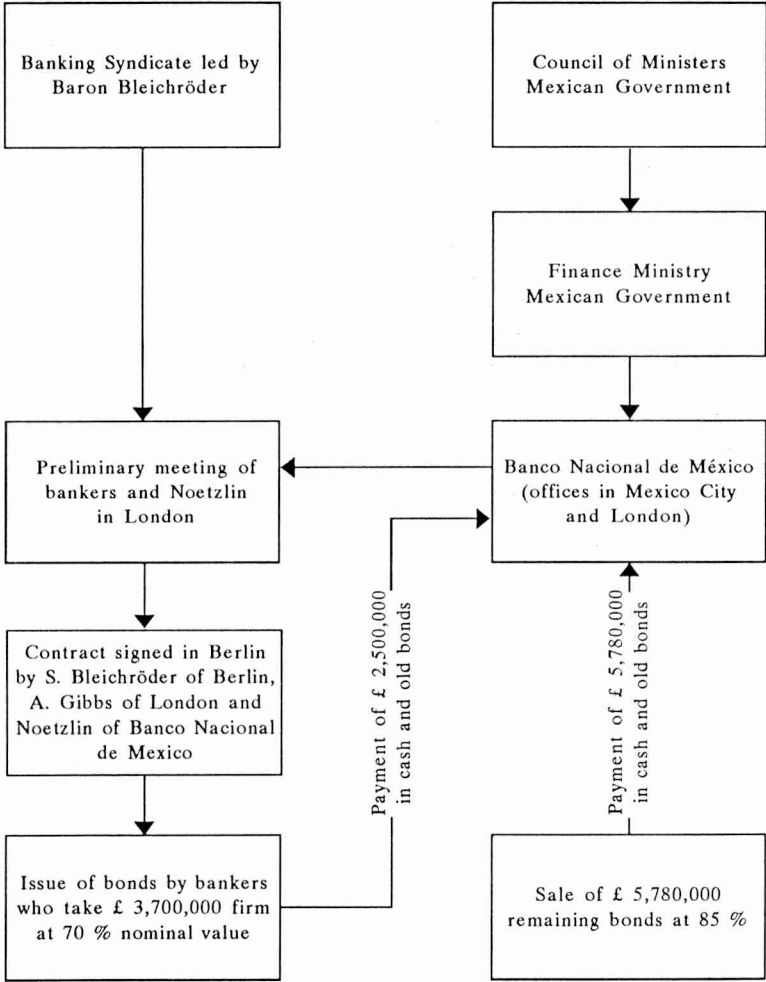 Banking Syndicate led by
Baron Bleichröder
Council of Ministers
Mexican Government
Finance Ministry
Mexican Government
Preliminary meeting of
bankers and Noetzlin
in London
Banco Nacional de México
(offices in Mexico City
and London)
Contract signed in Berlin
by S. Bleichröder of Berlin,
A. Gibbs of London and
Noetzlin of Banco Nacional
de Mexico
Payment of £ 2,500,000
in cash and old bonds
Payment of £ 5,780,000
in cash and old bonds
Issue of bonds by bankers
who take £ 3,700,000 firm
at 70 % nominal value
Sale of £ 5,780,000
remaining bonds at 85 %